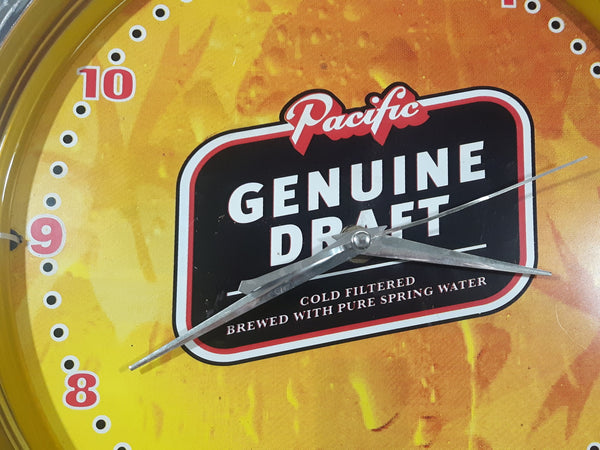 10
Pacific
GENUINE
DRAFT
9
COLD FILTERED
BREWED WITH PURE SPRING WATER
8